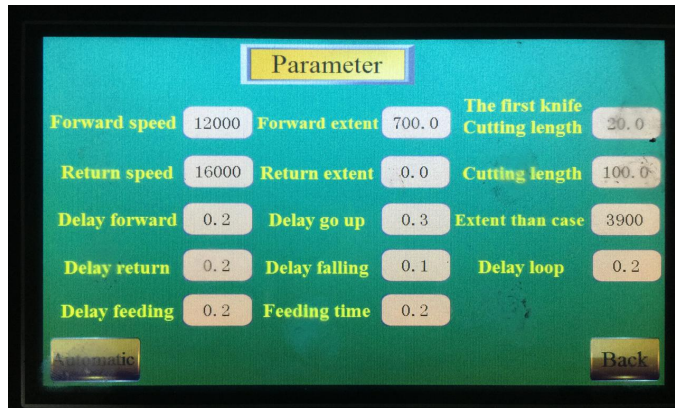 Parameter
Forward speed 12000 Forward extent 700.0 The first knife
Cutting length 20.0
Return speed 16000 Return extent 0.0 Cutting length 100.0
Delay forward 0.2 Delay go up 0.3 Extent than case 3900
Delay return 0.2 Delay falling 0.1 Delay loop 0.2
Delay feeding 0.2 Feeding time 0.2
Automatic Back